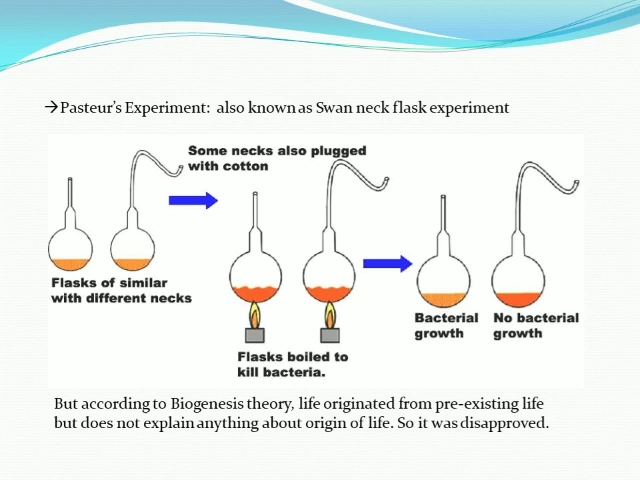 →Pasteur's Experiment: also known as Swan neck flask experiment
Some necks also plugged
with cotton
Flasks of similar
with different necks
Flasks boiled to
kill bacteria.
Bacterial
growth
No bacterial
growth
But according to Biogenesis theory, life originated from pre-existing life
but does not explain anything about origin of life. So it was disapproved.